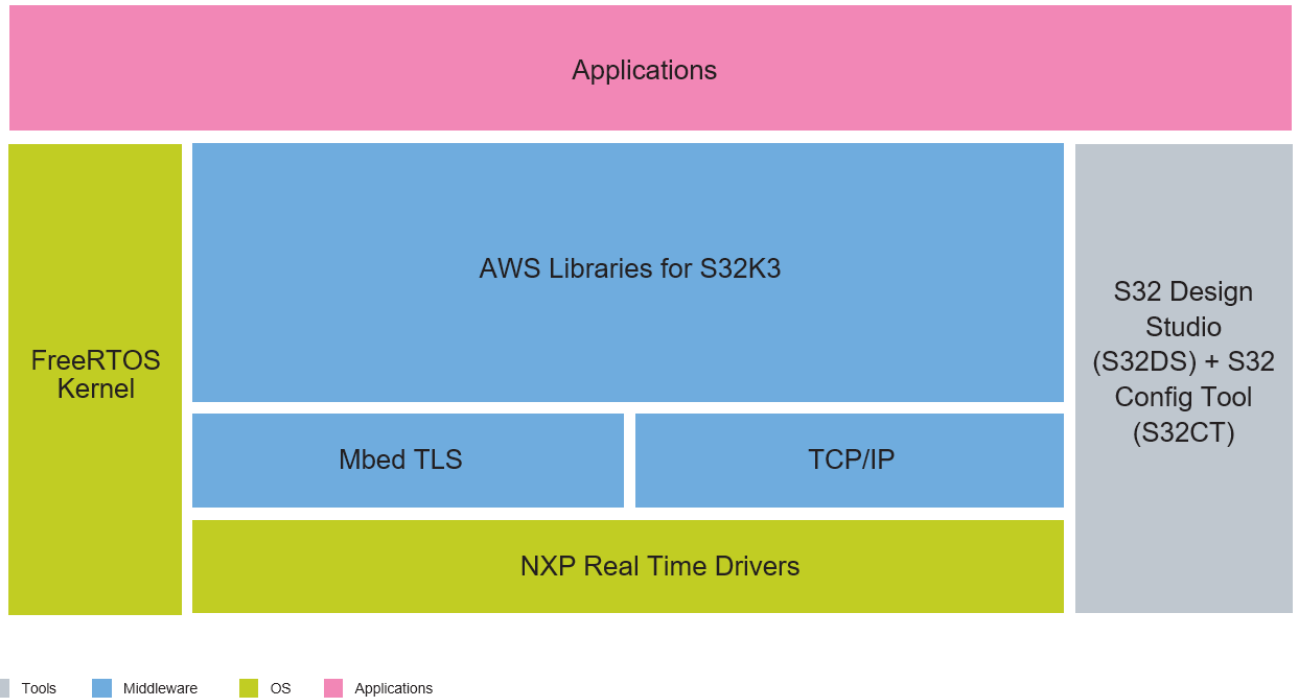 Applications
AWS Libraries for S32K3
FreeRTOS
Kernel
S32 Design
Studio
(S32DS) + S32
Config Tool
(S32CT)
Mbed TLS
TCP/IP
NXP Real Time Drivers
Tools
Middleware
OS
Applications